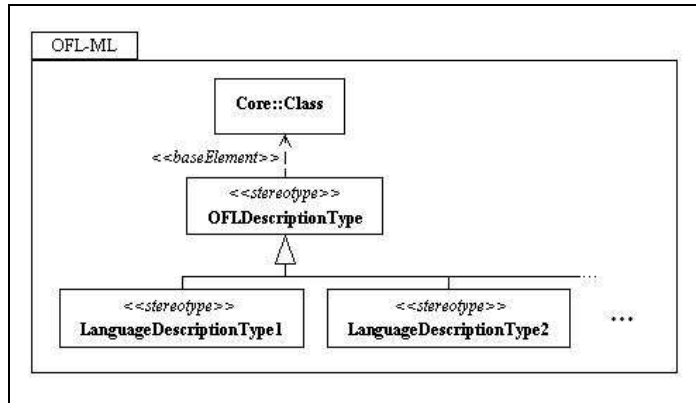 OFL-ML
Core::Class
<<baseElement>>
<<stereotype>>
OFLDescriptionType
<<stereotype>>
LanguageDescriptionType1
<<stereotype>>
LanguageDescriptionType2
...
...